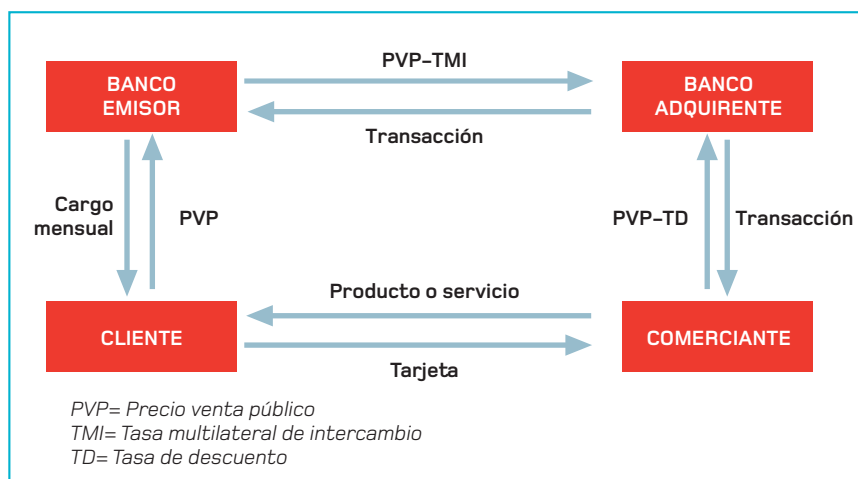 PVP–TMI
BANCO
EMISOR
BANCO
ADQUIRENTE
Transacción
Cargo
mensual
PVP
PVP–TD
Transacción
Producto o servicio
CLIENTE
COMERCIANTE
Tarjeta
PVP= Precio venta público
TMI= Tasa multilateral de intercambio
TD= Tasa de descuento